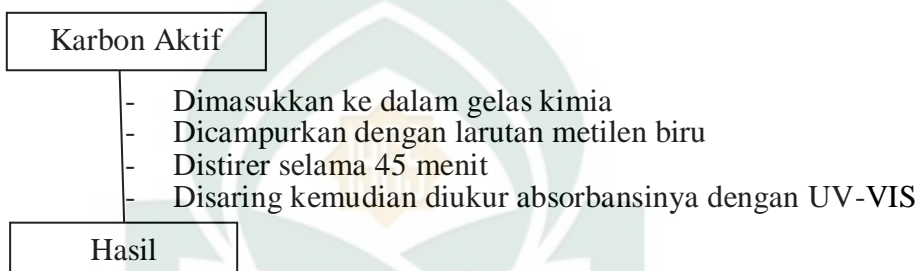 Karbon Aktif
- Dimasukkan ke dalam gelas kimia
- Dicampurkan dengan larutan metilen biru
- Distirer selama 45 menit
- Disaring kemudian diukur absorbansinya dengan UV-VIS
Hasil